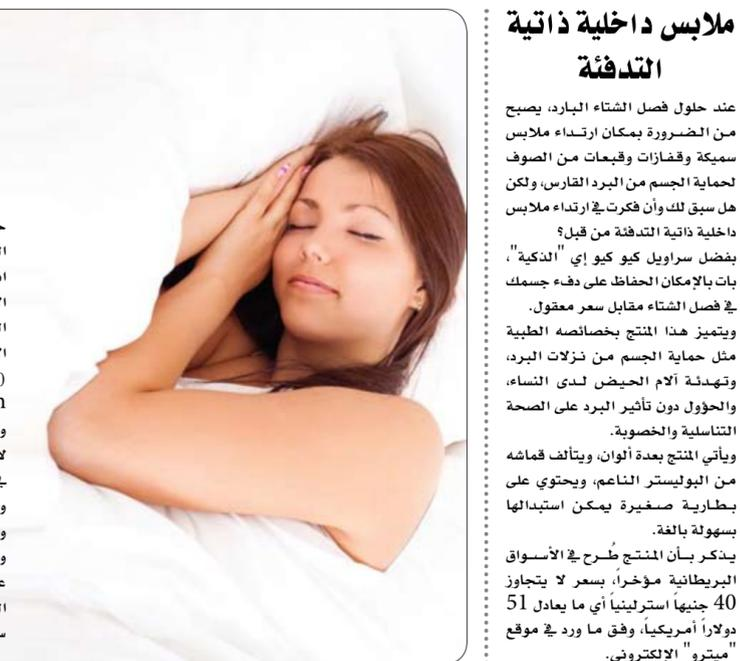 ملابس داخلية ذاتية
التدفئة
عند حلول فصل الشتاء البارد، يصبح
من الضرورة بمكان ارتداء ملابس
سميكة وقفازات وقبعات من الصوف
لحماية الجسم من البرد القارس، ولكن
هل سبق لك وأن فكرت في ارتداء ملابس
داخلية ذاتية التدفئة من قبل؟
بفضل سراويل كيو كيو إي "الذكية"،
بات بالإمكان الحفاظ على دفء جسمك
في فصل الشتاء مقابل سعر معقول.
ويتميز هذا المنتج بخصائصه الطبية
مثل حماية الجسم من نزلات البرد،
وتهدئة آلام الحيض لدى النساء،
والحؤول دون تأثير البرد على الصحة
التناسلية والخصوبة.
ويأتي المنتج بعدة ألوان، ويتألف قماشه
من البوليستر الناعم، ويحتوي على
بطارية صغيرة يمكن استبدالها
بسهولة بالغة.
يذكر بأن المنتج طُرح في الأسواق
البريطانية مؤخراً، بسعر لا يتجاوز
40 جنيهاً استرلينياً أي ما يعادل 51
دولاراً أمريكياً، وفق ما ورد في موقع
"ميترو" الإلكتروني.